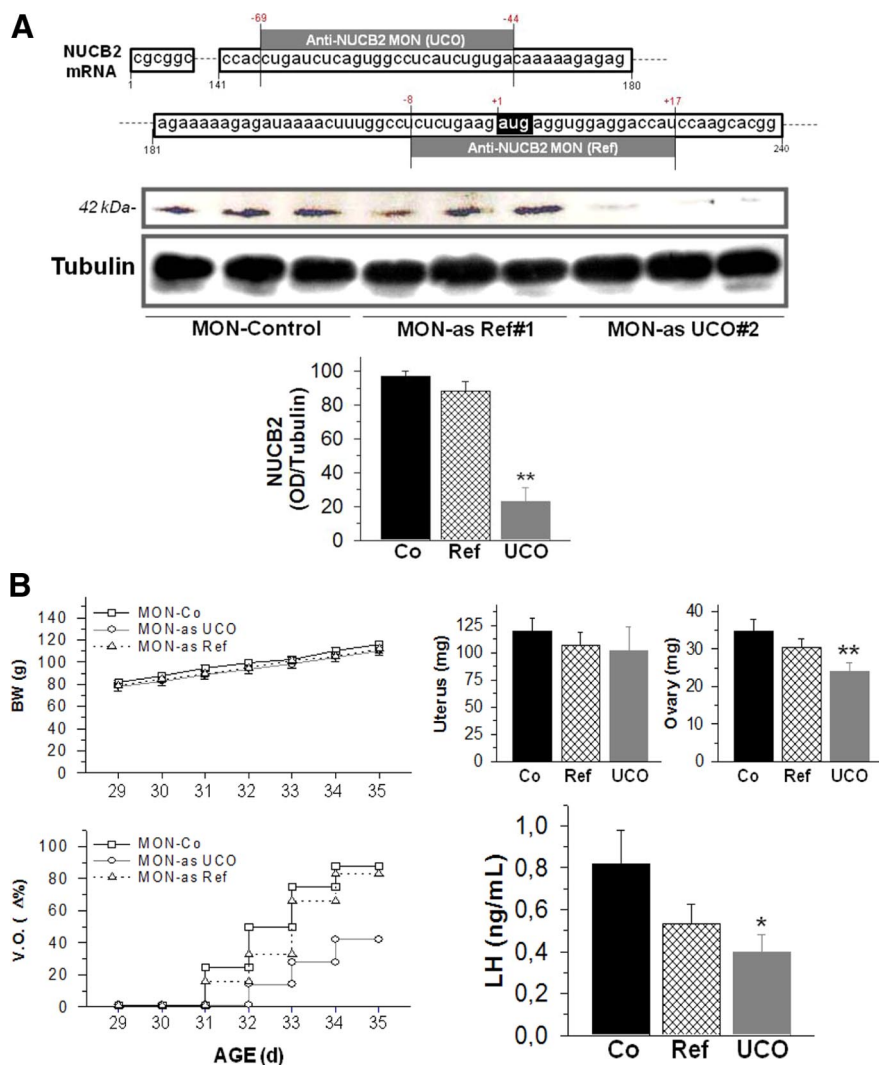 A
-69
-44
Anti-NUCB2 MON (UCO)
NUCB2
mRNA
cgcggc
ccaccugaucucaguggccucaucugugacaaaaagagag
1
141
180
-8
+1
+17
agaaaaagagauaaaacuuuggccucucugaagaugagguggaggaccauccaagcacgg
181
Anti-NUCB2 MON (Ref)
240
42 kDa-
Tubulin
MON-Control
MON-as Ref#1
MON-as UCO#2
NUCB2
(OD/Tubulin)
100
80
60
40
20
0
**
Co Ref UCO
B
BW (g)
140
120
100
80
60
40
20
0
MON-Co
MON-as UCO
MON-as Ref
29 30 31 32 33 34 35
Uterus (mg)
125
100
75
50
25
0
Co Ref UCO
Ovary (mg)
40
30
20
10
0
**
Co Ref UCO
V.O. ( Δ%)
100
80
60
40
20
0
MON-Co
MON-as UCO
MON-as Ref
29 30 31 32 33 34 35
AGE (d)
LH (ng/mL)
1,0
0,8
0,6
0,4
0,2
0,0
*
Co Ref UCO